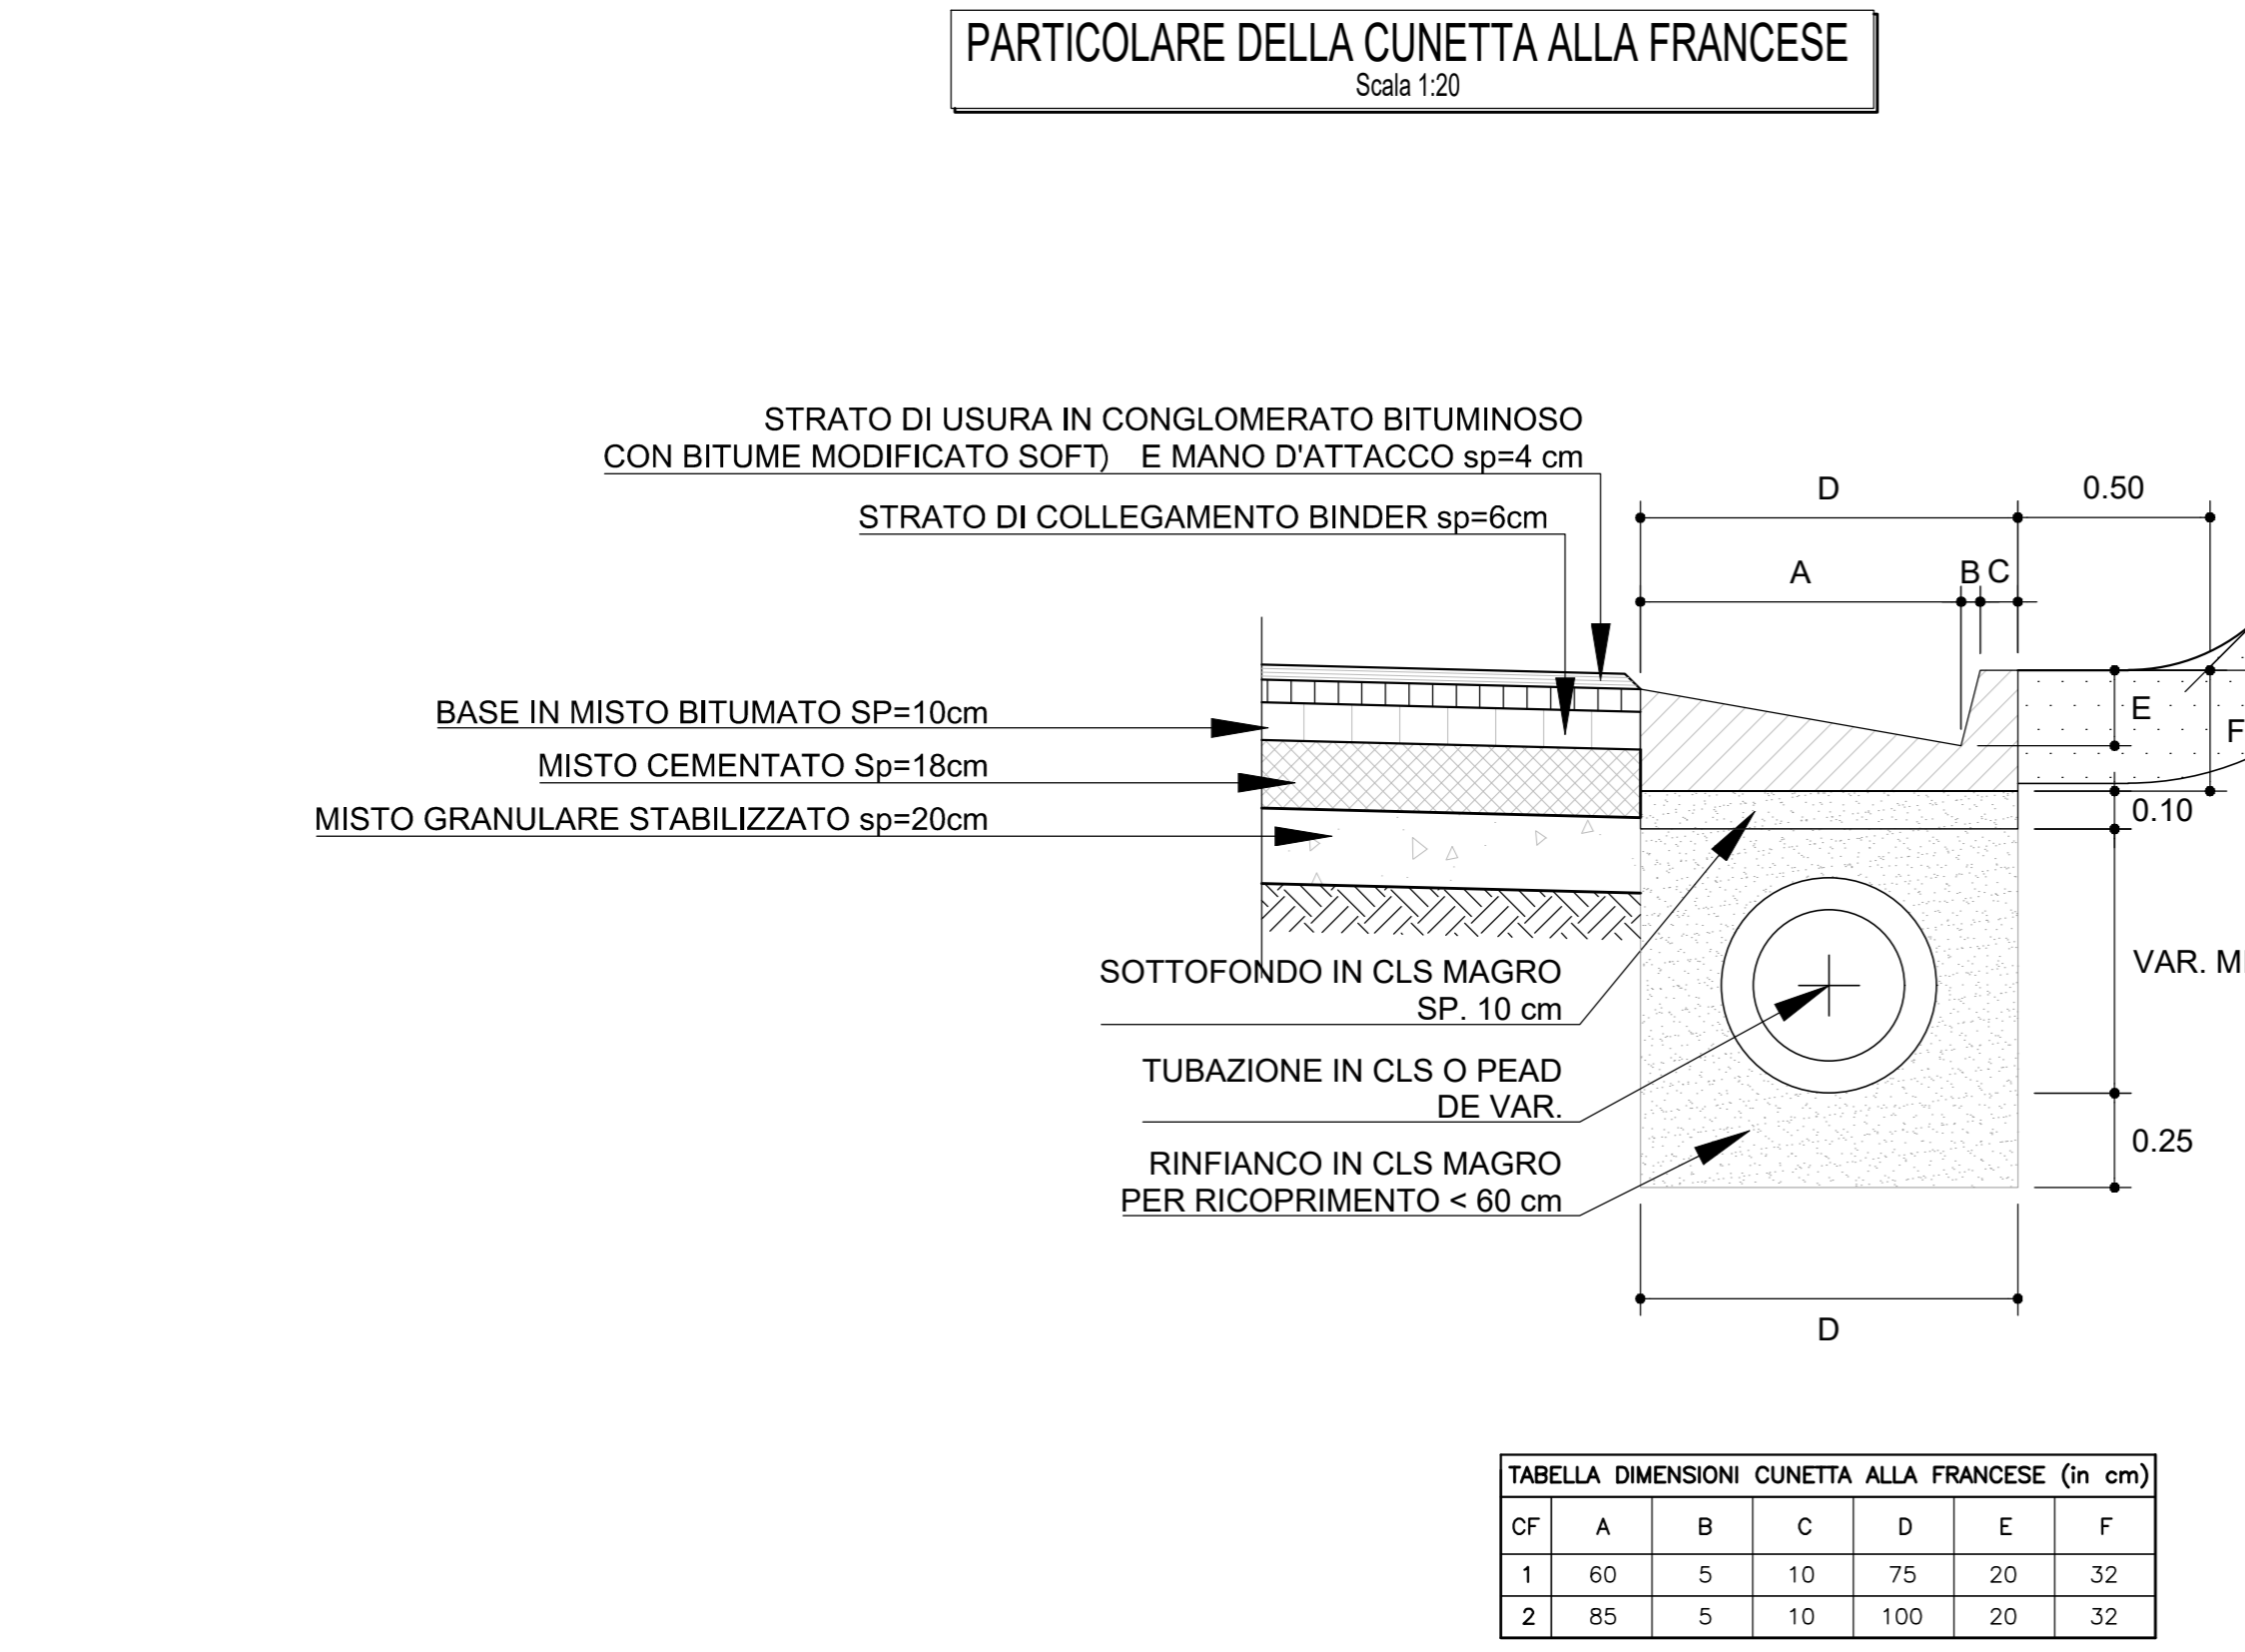 PARTICOLARE DELLA CUNETTA ALLA FRANCESE
Scala 1:20
STRATO DI USURA IN CONGLOMERATO BITUMINOSO
CON BITUME MODIFICATO SOFT) E MANO D'ATTACCO sp=4 cm
STRATO DI COLLEGAMENTO BINDER sp=6cm
D
0.50
A
B
C
BASE IN MISTO BITUMATO SP=10cm
MISTO CEMENTATO Sp=18cm
MISTO GRANULARE STABILIZZATO sp=20cm
E
F
0.10
SOTTOFONDO IN CLS MAGRO
SP. 10 cm
VAR.
TUBAZIONE IN CLS O PEAD
DE VAR.
0.25
RINFIANCO IN CLS MAGRO
PER RICOPRIMENTO < 60 cm
D
TABELLA DIMENSIONI CUNETTA ALLA FRANCESE (in cm)
CF A B C D E F
1 60 5 10 75 20 32
2 85 5 10 100 20 32